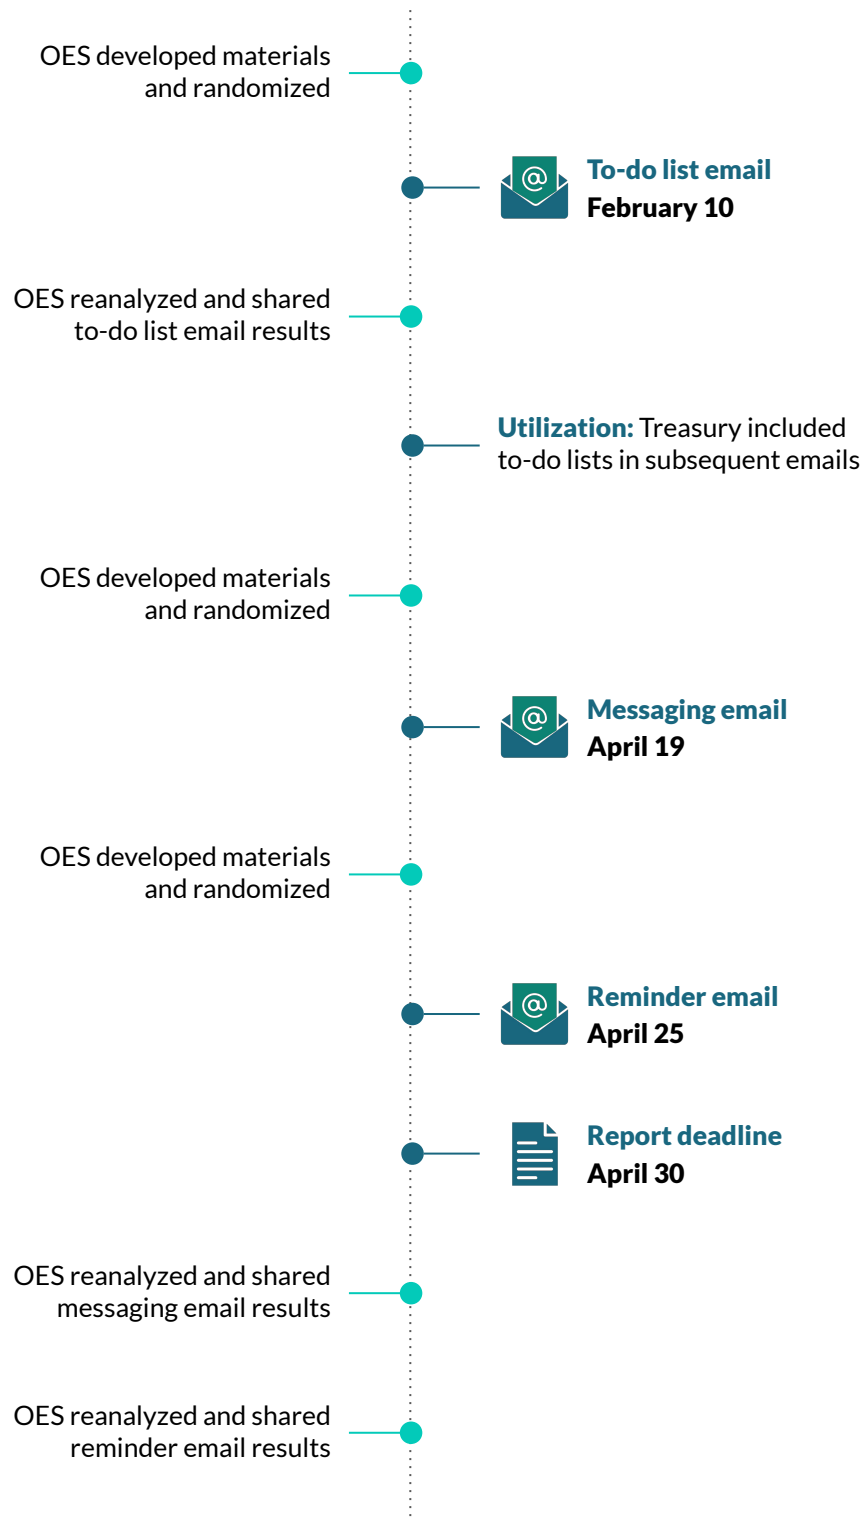 OES developed materials
and randomized
@
To-do list email
February 10
OES reanalyzed and shared
to-do list email results
Utilization: Treasury included
to-do lists in subsequent emails
OES developed materials
and randomized
@
Messaging email
April 19
OES developed materials
and randomized
@
Reminder email
April 25
Report deadline
April 30
OES reanalyzed and shared
messaging email results
OES reanalyzed and shared
reminder email results